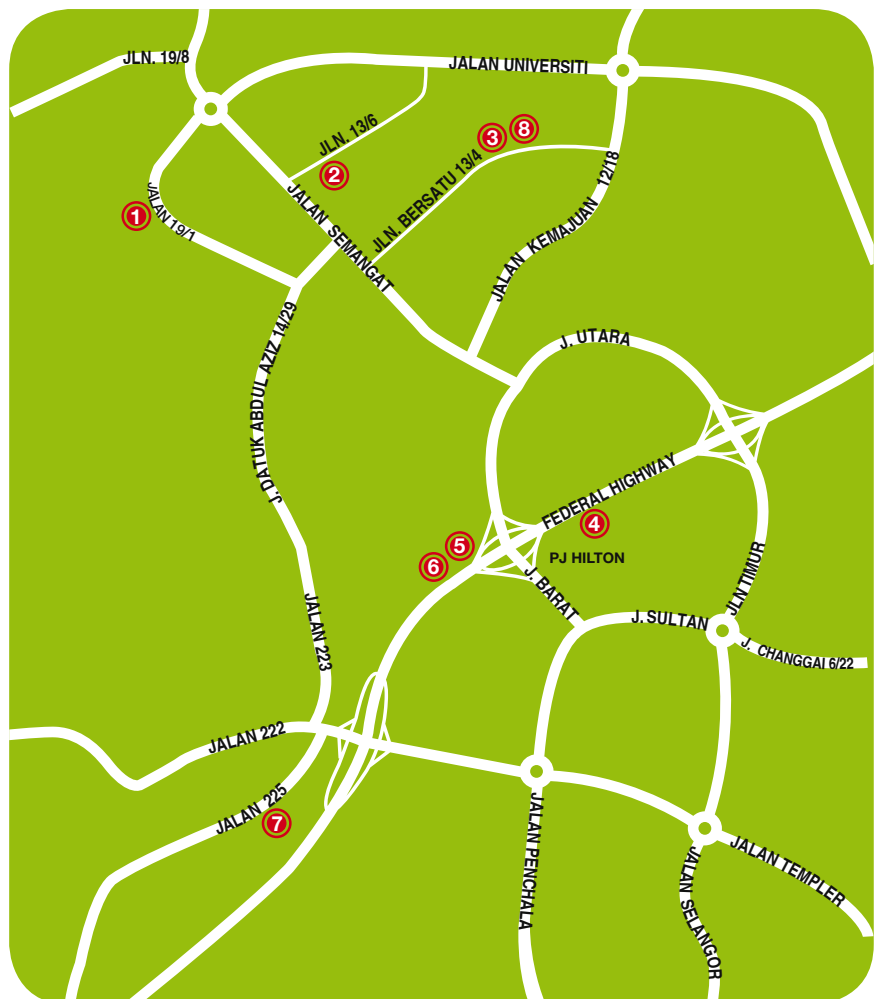 JLN. 19/8
JALAN UNIVERSITI
JLN. 13/6
3
8
2
JLN. BERSATU 13/4
JALAN KEMAJUAN 12/18
1
JALAN 19/1
JALAN SEMANGAT
J. DATUK ABDUL AZIZ 14/29
J. UTARA
FEDERAL HIGHWAY
4
5
6
PJ HILTON
J. BARAT
JLN TIMUR
J. SULTAN
J. CHANGGAI 6/22
JALAN 223
JALAN 222
JALAN 225
7
JALAN PENCHALA
JALAN TEMPLER
JALAN SELANGOR